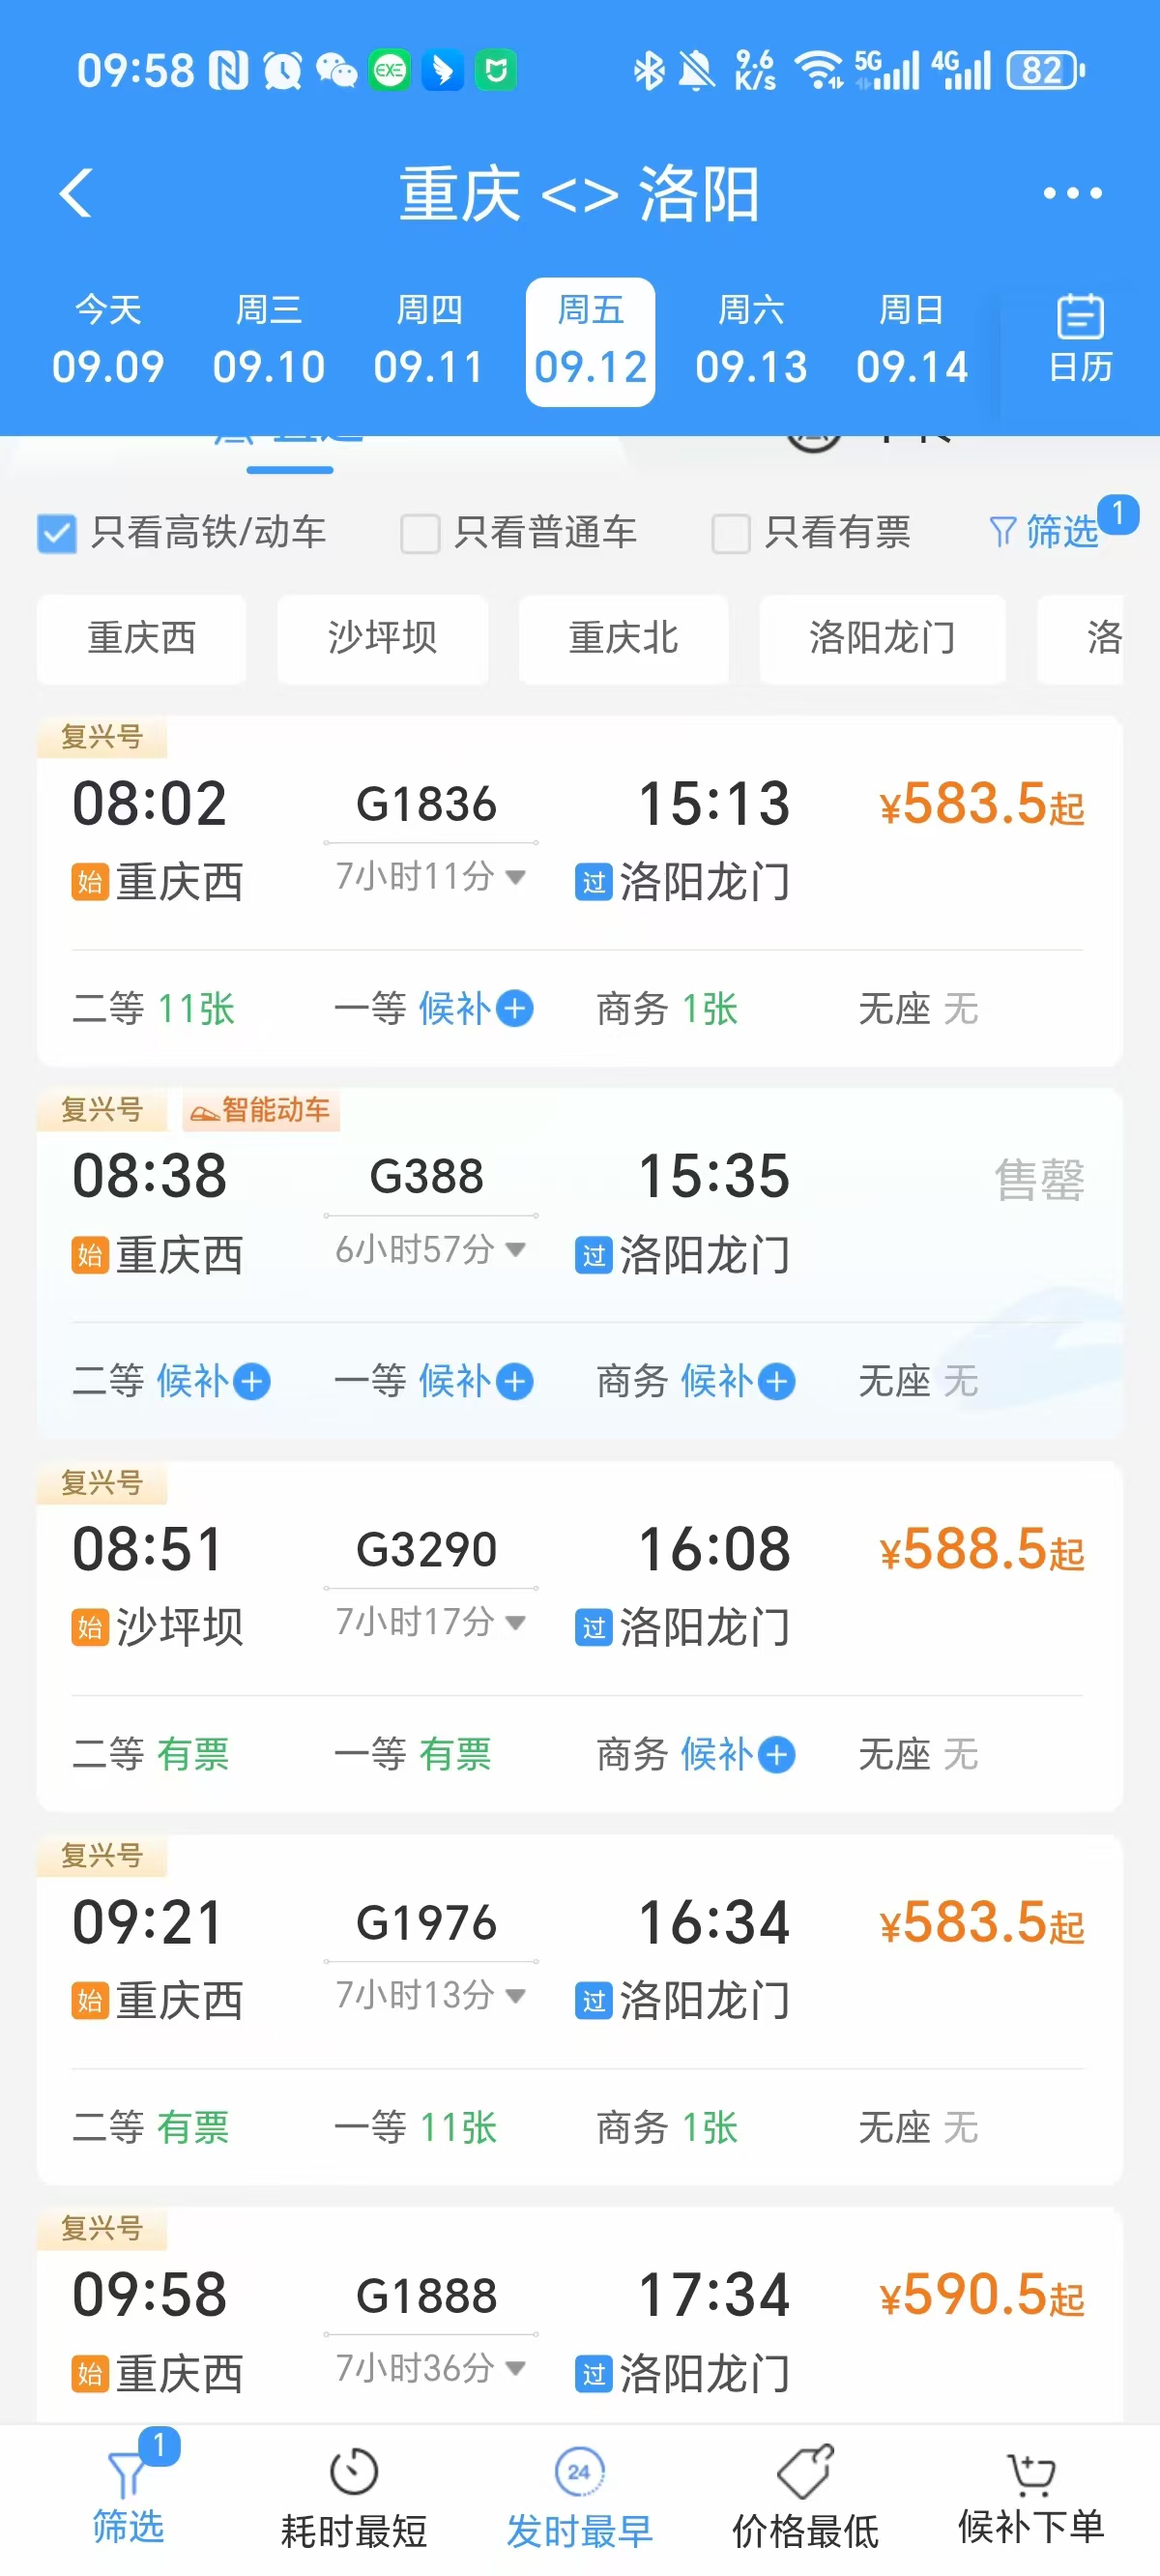 09:58 EXE 9.6 K/s 5G 4G 82
重庆 <> 洛阳
今天 周三 周四 周五 周六 周日
09.09 09.10 09.11 09.12 09.13 09.14 日历
只看高铁/动车 只看普通车 只看有票 筛选 1
重庆西 沙坪坝 重庆北 洛阳龙门 洛
复兴号
08:02 G1836 15:13 ¥583.5起
始 重庆西 7小时11分 过 洛阳龙门
二等 11张 一等 候补 商务 1张 无座 无
复兴号 智能动车
08:38 G388 15:35 售罄
始 重庆西 6小时57分 过 洛阳龙门
二等 候补 一等 候补 商务 候补 无座 无
复兴号
08:51 G3290 16:08 ¥588.5起
始 沙坪坝 7小时17分 过 洛阳龙门
二等 有票 一等 有票 商务 候补 无座 无
复兴号
09:21 G1976 16:34 ¥583.5起
始 重庆西 7小时13分 过 洛阳龙门
二等 有票 一等 11张 商务 1张 无座 无
复兴号
09:58 G1888 17:34 ¥590.5起
始 重庆西 7小时36分 过 洛阳龙门
1 24
筛选 耗时最短 发时最早 价格最低 候补下单